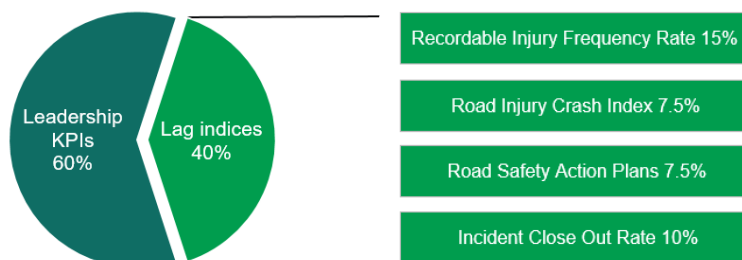 Leadership
KPIs
60%
Lag indices
40%
Recordable Injury Frequency Rate 15%
Road Injury Crash Index 7.5%
Road Safety Action Plans 7.5%
Incident Close Out Rate 10%